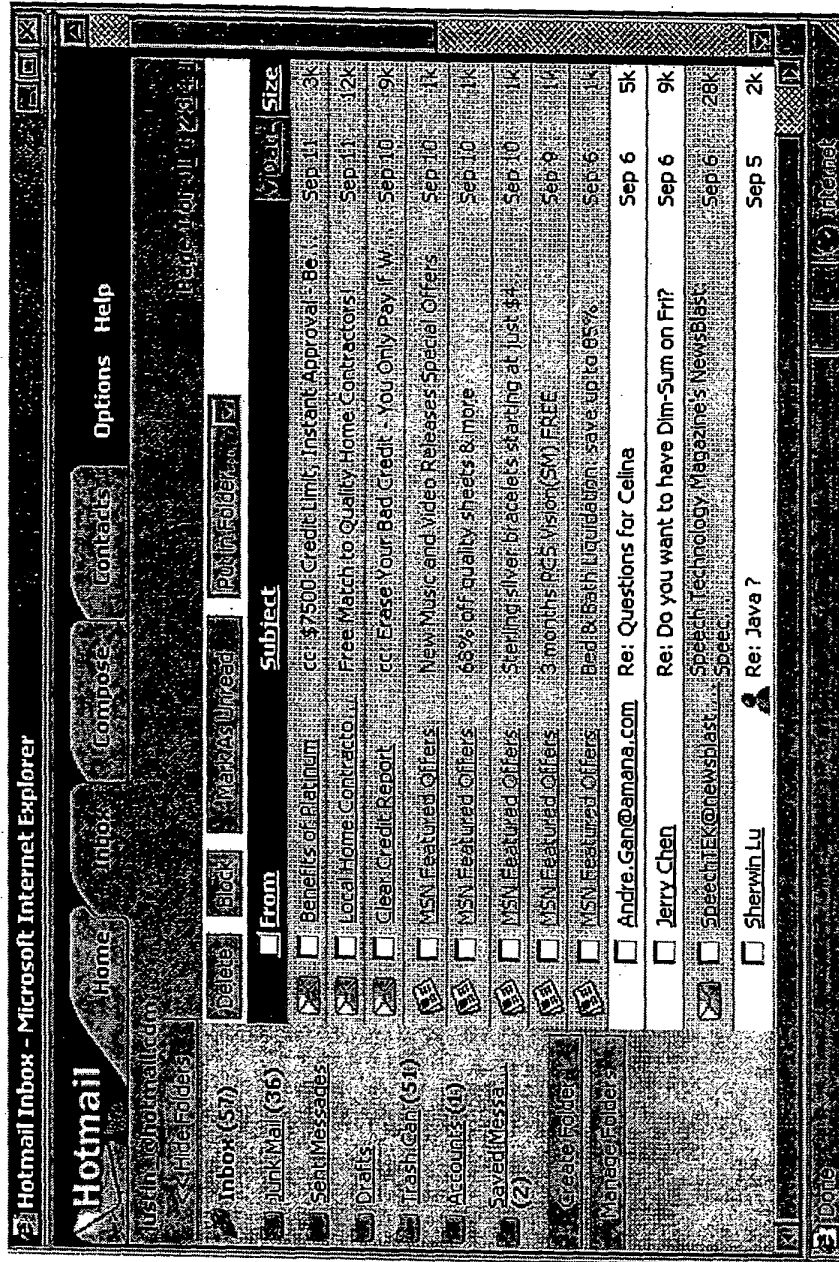 Hotmail Inbox - Microsoft Internet Explorer
Hotmail Home Inbox Compose Contacts Options Help
<< Hide Folders
Delete Block Mark As Unread Put in Folder...
Inbox (57)
Junk Mail (36)
Sent Messages
Drafts
Trash Can (51)
Accounts (1)
Saved Messa...
(2)
Create Folder
Manage Folders
From Subject Date Size
Benefits of Platinum cc: $7500 Credit Limit, Instant Approval - Be... Sep 11 3k
Local Home Contracto... Free Match to Quality Home Contractors! Sep 11 12k
Clear Credit Report cc: Erase Your Bad Credit - You Only Pay If W... Sep 10 9k
MSN Featured Offers New Music and Video Releases Special Offers Sep 10 1k
MSN Featured Offers 68% off quality sheets & more Sep 10 1k
MSN Featured Offers Sterling silver bracelets starting at just $4... Sep 10 1k
MSN Featured Offers 3 months PCS Vision(SM) FREE Sep 9 1k
MSN Featured Offers Bed & Bath Liquidation: save up to 85% Sep 6 1k
Andre.Gan@amana.com Re: Questions for Celina Sep 6 5k
Jerry Chen Re: Do you want to have Dim-Sum on Fri? Sep 6 9k
SpeechTEK@newsblast.... Speech Technology Magazine's NewsBlast: Sep 6 28k
Speec...
Sherwin Lu Re: Java ? Sep 5 2k
Done Internet